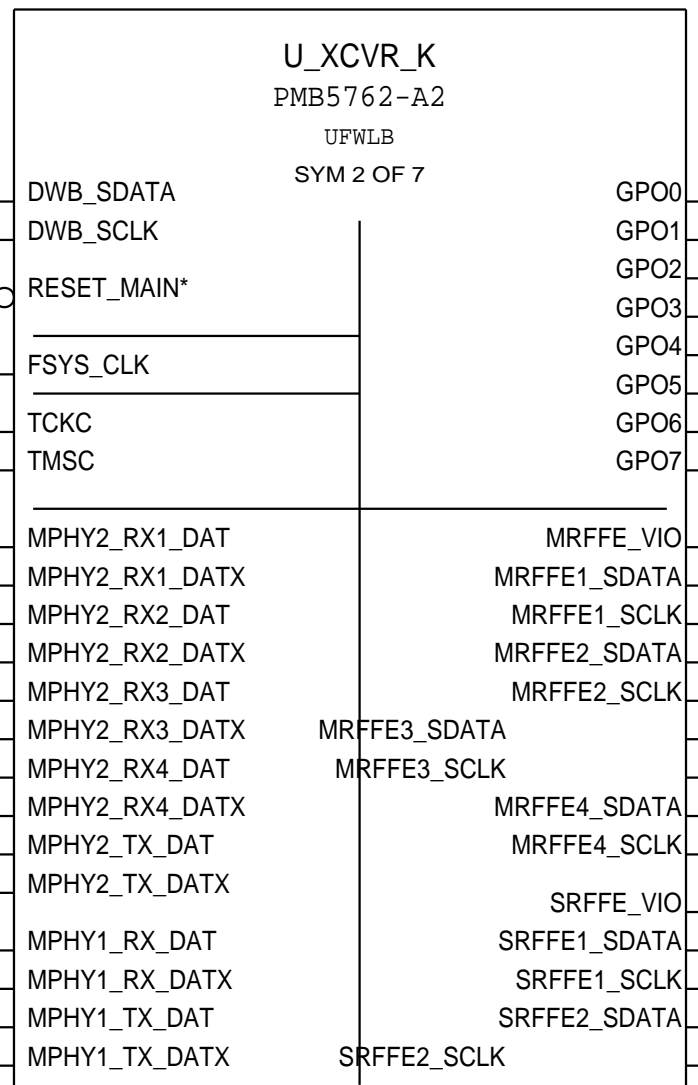 U_XCVR_K
PMB5762-A2
UFWLB
SYM 2 OF 7
DWB_SDATA
DWB_SCLK
RESET_MAIN*
FSYS_CLK
TCKC
TMSC
MPHY2_RX1_DAT
MPHY2_RX1_DATX
MPHY2_RX2_DAT
MPHY2_RX2_DATX
MPHY2_RX3_DAT
MPHY2_RX3_DATX
MPHY2_RX4_DAT
MPHY2_RX4_DATX
MPHY2_TX_DAT
MPHY2_TX_DATX
MPHY1_RX_DAT
MPHY1_RX_DATX
MPHY1_TX_DAT
MPHY1_TX_DATX
GPO0
GPO1
GPO2
GPO3
GPO4
GPO5
GPO6
GPO7
MRFFE_VIO
MRFFE1_SDATA
MRFFE1_SCLK
MRFFE2_SDATA
MRFFE2_SCLK
MRFFE3_SDATA
MRFFE3_SCLK
MRFFE4_SDATA
MRFFE4_SCLK
SRFFE_VIO
SRFFE1_SDATA
SRFFE1_SCLK
SRFFE2_SDATA
SRFFE2_SCLK